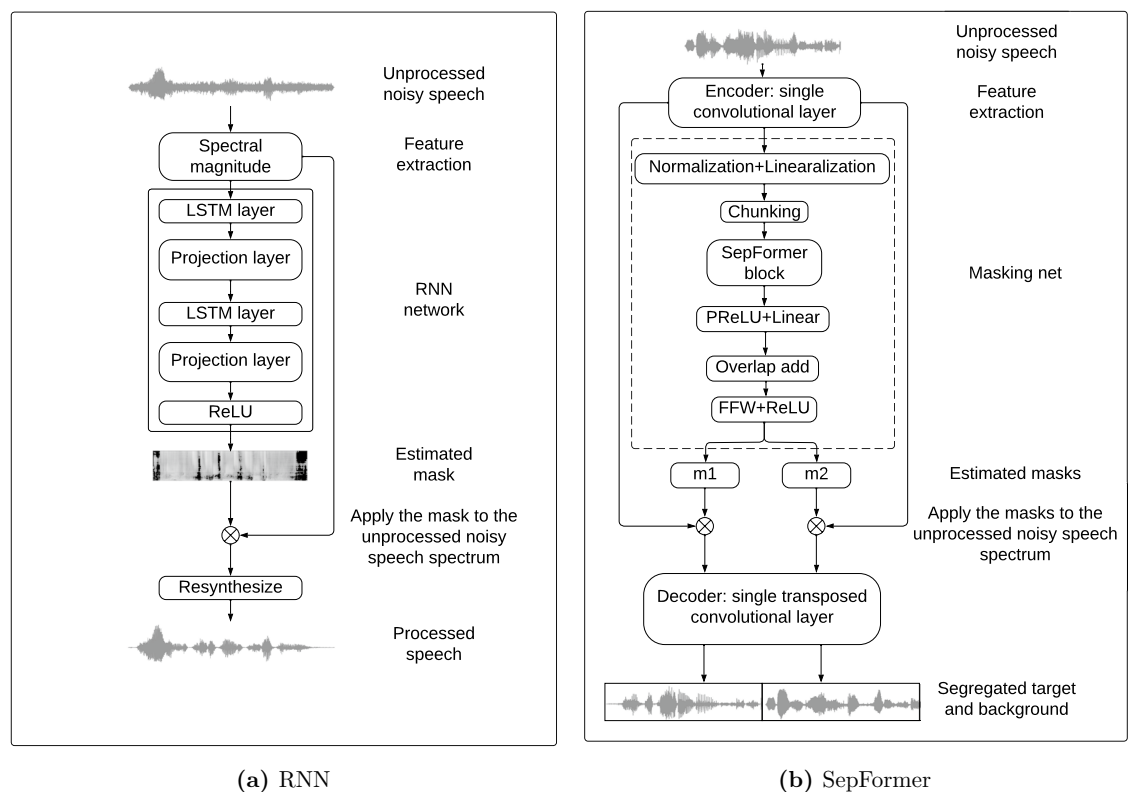 Unprocessed
noisy speech
Spectral
magnitude
Feature
extraction
LSTM layer
Projection layer
LSTM layer
Projection layer
ReLU
RNN
network
Estimated
mask
Apply the mask to the
unprocessed noisy
speech spectrum
Resynthesize
Processed
speech
(a) RNN
Unprocessed
noisy speech
Encoder: single
convolutional layer
Feature
extraction
Normalization+Linearalization
Chunking
SepFormer
block
PReLU+Linear
Overlap add
FFW+ReLU
Masking net
m1
m2
Estimated masks
Apply the masks to the
unprocessed noisy speech
spectrum
Decoder: single transposed
convolutional layer
Segregated target
and background
(b) SepFormer